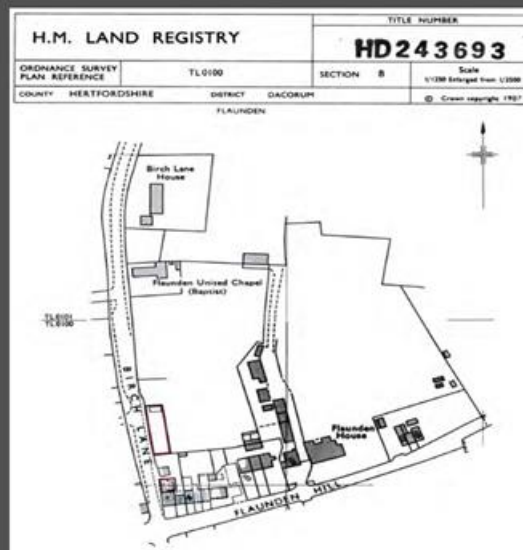 H.M. LAND REGISTRY
TITLE NUMBER
HD243693
ORDNANCE SURVEY
PLAN REFERENCE
TL0100
SECTION B
Scale
1/1250 Enlarged from 1/2500
COUNTY HERTFORDSHIRE
DISTRICT DACORUM
© Crown copyright 1987
FLAUNDEN
Birch Lane
House
Flaunden United Chapel
(Baptist)
TL0101
TL0100
BIRCH LANE
Flaunden
House
FLAUNDEN HILL